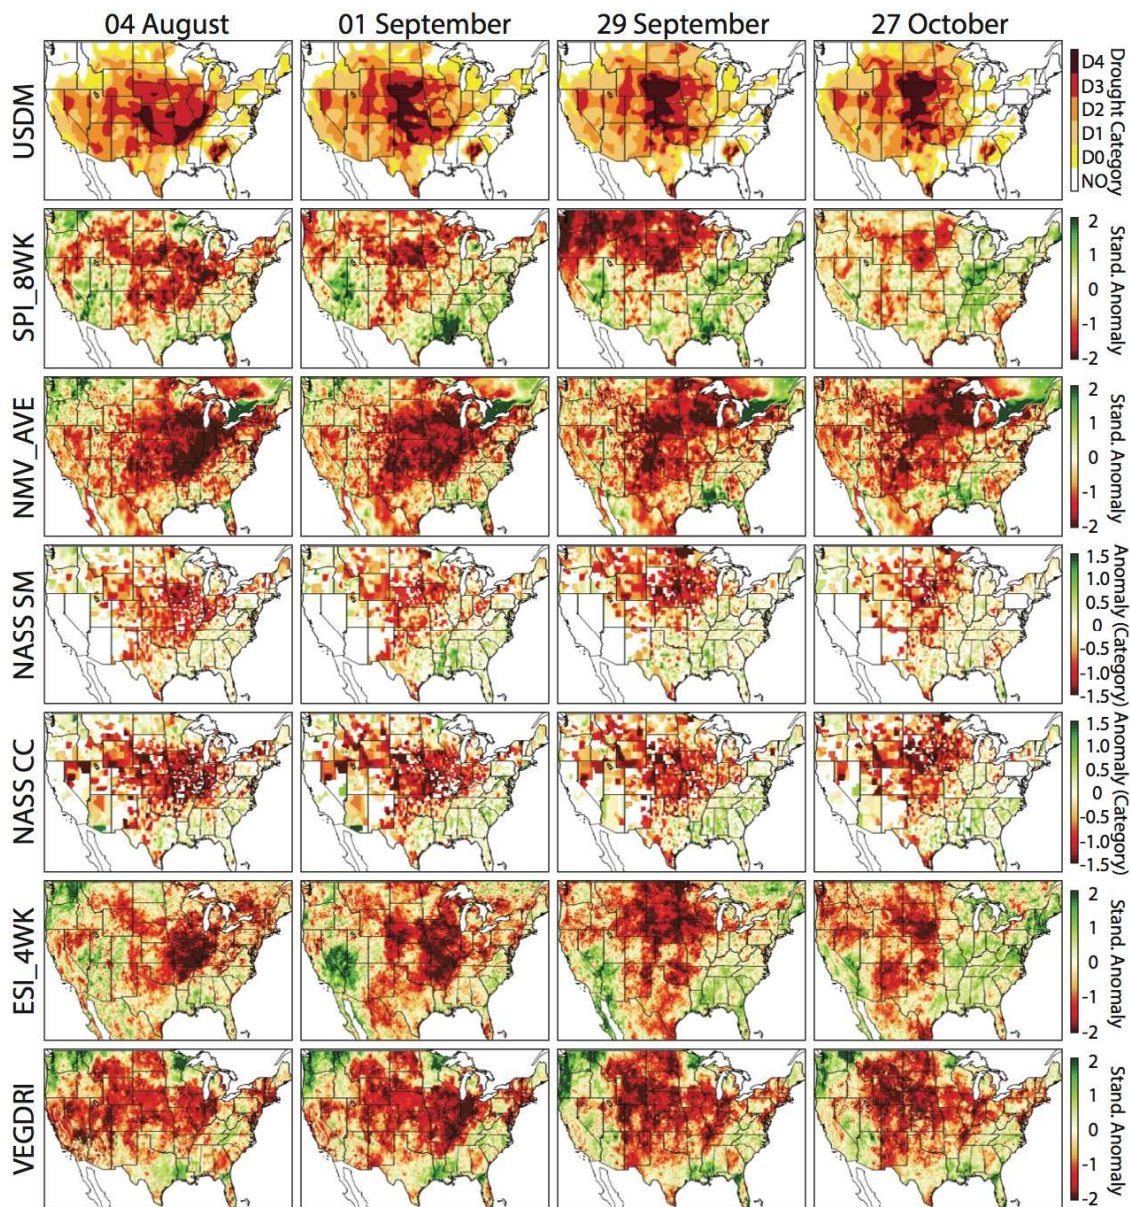 04 August 01 September 29 September 27 October
USDM
D4
D3
D2
D1
D0
NO
Drought Category
SPI_8WK
2
1
0
-1
-2
Stand. Anomaly
NMV_AVE
2
1
0
-1
-2
Stand. Anomaly
NASS SM
1.5
1.0
0.5
0
-0.5
-1.0
-1.5
Anomaly (Category)
NASS CC
1.5
1.0
0.5
0
-0.5
-1.0
-1.5
Anomaly (Category)
ESI_4WK
2
1
0
-1
-2
Stand. Anomaly
VEGDRI
2
1
0
-1
-2
Stand. Anomaly